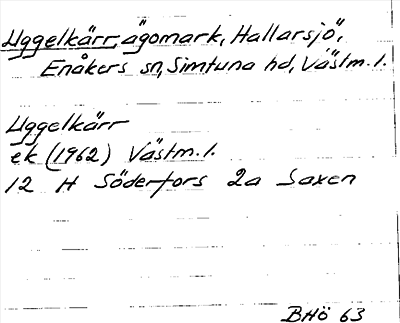 Uggelkärr, ägomark, Hallarsjö,
Enåkers sn, Simtuna hd, Västm. l.
Uggelkärr
ek (1962) Västm. l.
12 H Söderfors 2a Saxen
BHö 63